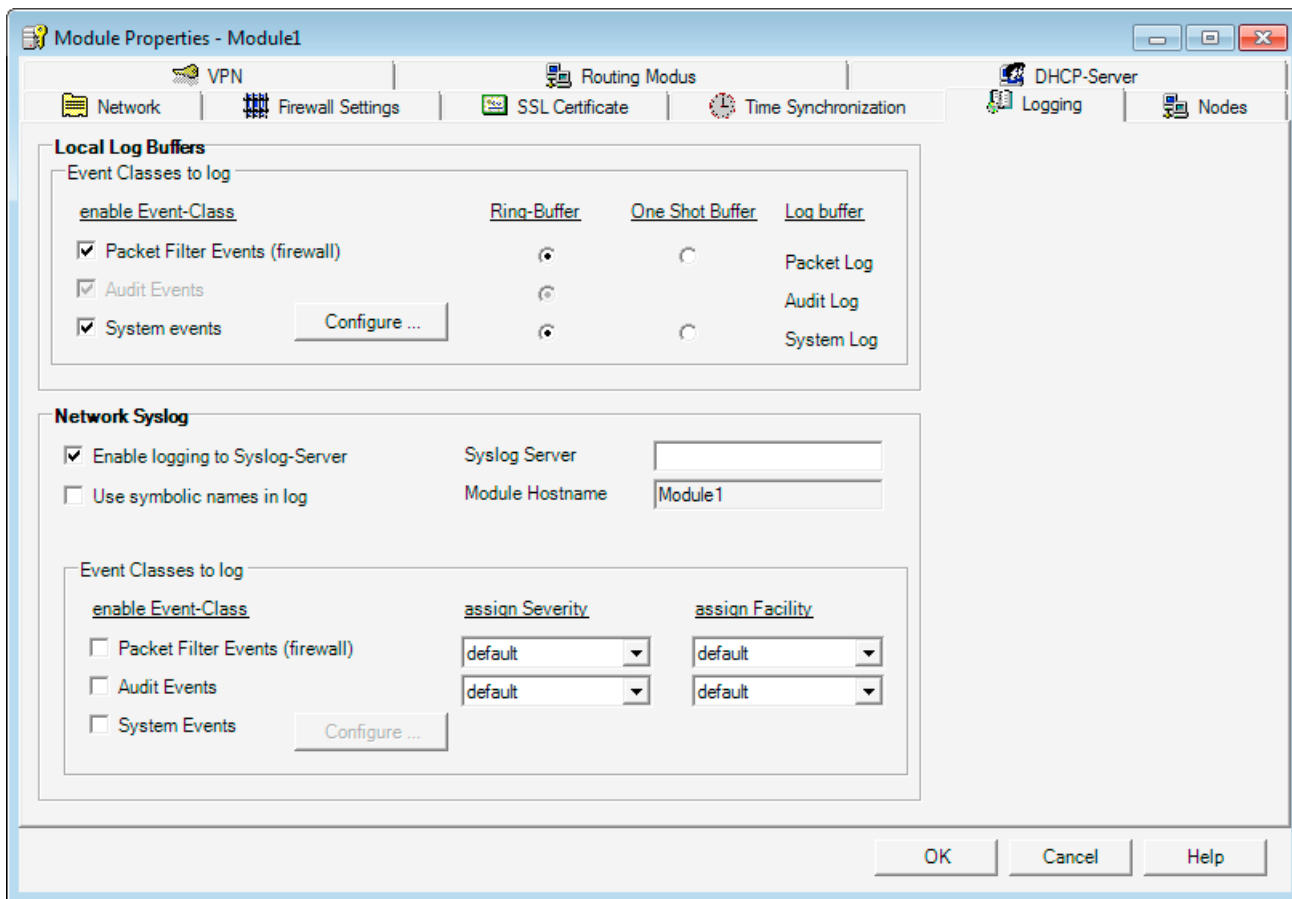 Module Properties - Module1
VPN Routing Modus DHCP-Server
Network Firewall Settings SSL Certificate Time Synchronization Logging Nodes
Local Log Buffers
Event Classes to log
enable Event-Class Ring-Buffer One Shot Buffer Log buffer
Packet Filter Events (firewall) Packet Log
Audit Events Audit Log
System events Configure ... System Log
Network Syslog
Enable logging to Syslog-Server Syslog Server
Use symbolic names in log Module Hostname Module1
Event Classes to log
enable Event-Class assign Severity assign Facility
Packet Filter Events (firewall) default default
Audit Events default default
System Events Configure ...
OK Cancel Help